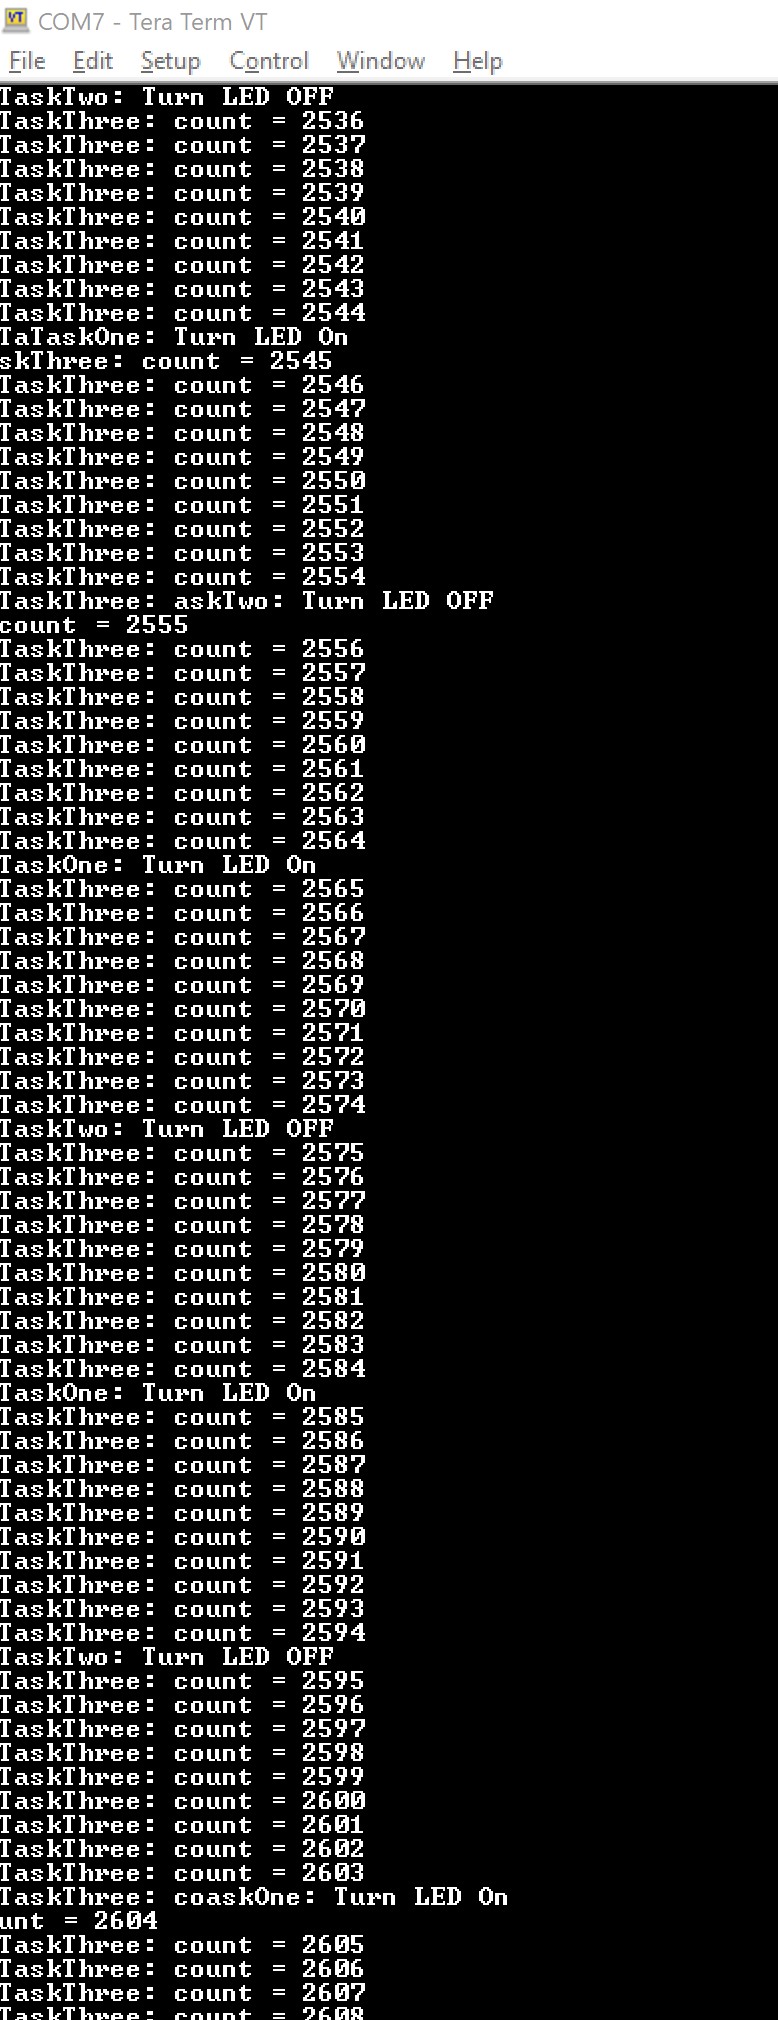 COM7 - Tera Term VT
File Edit Setup Control Window Help
TaskTwo: Turn LED OFF
TaskThree: count = 2536
TaskThree: count = 2537
TaskThree: count = 2538
TaskThree: count = 2539
TaskThree: count = 2540
TaskThree: count = 2541
TaskThree: count = 2542
TaskThree: count = 2543
TaskThree: count = 2544
TaTaskOne: Turn LED On
skThree: count = 2545
TaskThree: count = 2546
TaskThree: count = 2547
TaskThree: count = 2548
TaskThree: count = 2549
TaskThree: count = 2550
TaskThree: count = 2551
TaskThree: count = 2552
TaskThree: count = 2553
TaskThree: count = 2554
TaskThree: askTwo: Turn LED OFF
count = 2555
TaskThree: count = 2556
TaskThree: count = 2557
TaskThree: count = 2558
TaskThree: count = 2559
TaskThree: count = 2560
TaskThree: count = 2561
TaskThree: count = 2562
TaskThree: count = 2563
TaskThree: count = 2564
TaskOne: Turn LED On
TaskThree: count = 2565
TaskThree: count = 2566
TaskThree: count = 2567
TaskThree: count = 2568
TaskThree: count = 2569
TaskThree: count = 2570
TaskThree: count = 2571
TaskThree: count = 2572
TaskThree: count = 2573
TaskThree: count = 2574
TaskTwo: Turn LED OFF
TaskThree: count = 2575
TaskThree: count = 2576
TaskThree: count = 2577
TaskThree: count = 2578
TaskThree: count = 2579
TaskThree: count = 2580
TaskThree: count = 2581
TaskThree: count = 2582
TaskThree: count = 2583
TaskThree: count = 2584
TaskOne: Turn LED On
TaskThree: count = 2585
TaskThree: count = 2586
TaskThree: count = 2587
TaskThree: count = 2588
TaskThree: count = 2589
TaskThree: count = 2590
TaskThree: count = 2591
TaskThree: count = 2592
TaskThree: count = 2593
TaskThree: count = 2594
TaskTwo: Turn LED OFF
TaskThree: count = 2595
TaskThree: count = 2596
TaskThree: count = 2597
TaskThree: count = 2598
TaskThree: count = 2599
TaskThree: count = 2600
TaskThree: count = 2601
TaskThree: count = 2602
TaskThree: count = 2603
TaskThree: coaskOne: Turn LED On
unt = 2604
TaskThree: count = 2605
TaskThree: count = 2606
TaskThree: count = 2607
TaskThree: count = 2608